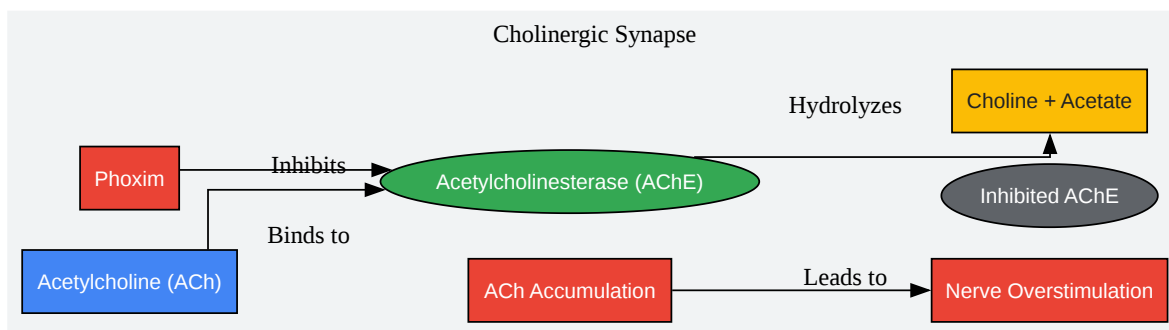 Cholinergic Synapse
Hydrolyzes
Choline + Acetate
Phoxim
Inhibits
Acetylcholinesterase (AChE)
Inhibited AChE
Binds to
Acetylcholine (ACh)
ACh Accumulation
Leads to
Nerve Overstimulation